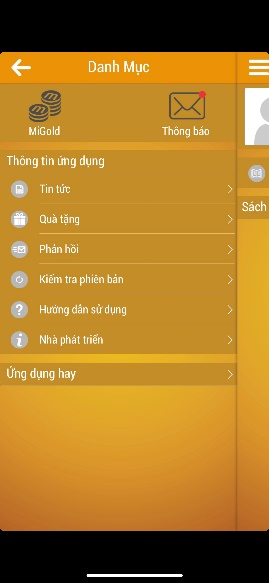 Danh Mục
MiGold
Thông báo
Thông tin ứng dụng
Tin tức
Quà tặng
Phản hồi
Kiểm tra phiên bản
Hướng dẫn sử dụng
Nhà phát triển
Ứng dụng hay
Sách